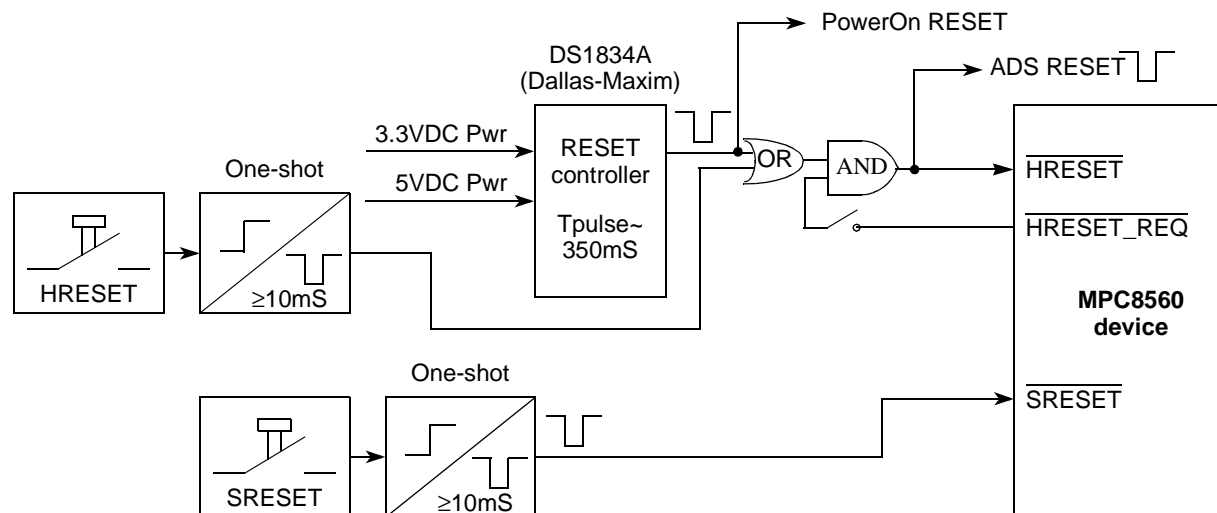 PowerOn RESET
DS1834A
(Dallas-Maxim)
ADS RESET
3.3VDC Pwr
RESET
controller
OR
AND
HRESET
One-shot
5VDC Pwr
Tpulse~
350mS
HRESET_REQ
HRESET
≥10mS
MPC8560
device
One-shot
SRESET
SRESET
≥10mS